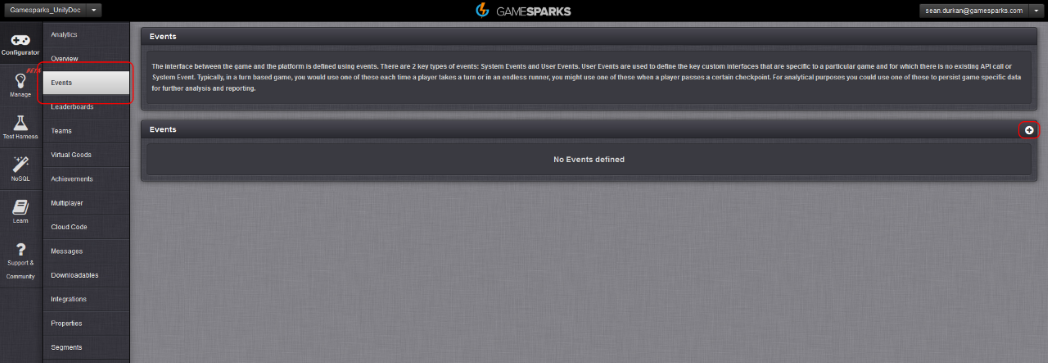 Gamesparks_UnityDoc
GAMESPARKS
sean.durkan@gamesparks.com
Configurator
BETA
Manage
Test Harness
NoSQL
Learn
Support &
Community
Analytics
Overview
Events
Leaderboards
Teams
Virtual Goods
Achievements
Multiplayer
Cloud Code
Messages
Downloadables
Integrations
Properties
Segments
Events
The interface between the game and the platform is defined using events. There are 2 key types of events: System Events and User Events. User Events are used to define the key custom interfaces that are specific to a particular game and for which there is no existing API call or
System Event. Typically, in a turn based game, you would use one of these each time a player takes a turn or in an endless runner, you might use one of these when a player passes a certain checkpoint. For analytical purposes you could use one of these to persist game specific data
for further analysis and reporting.
Events
No Events defined